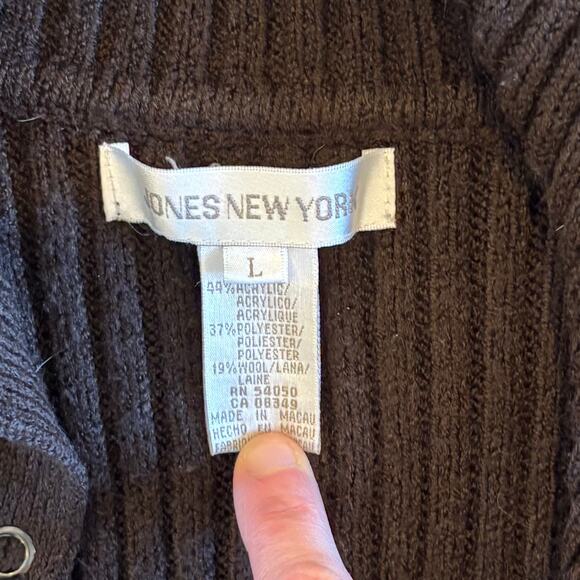 JONES NEW YORK
L
44% ACRYLIC/
ACRILICO/
ACRYLIQUE
37% POLYESTER/
POLIESTER/
POLYESTER
19% WOOL/LANA/
LAINE
RN 54050
CA 08349
MADE IN MACAU
HECHO EN MACAU